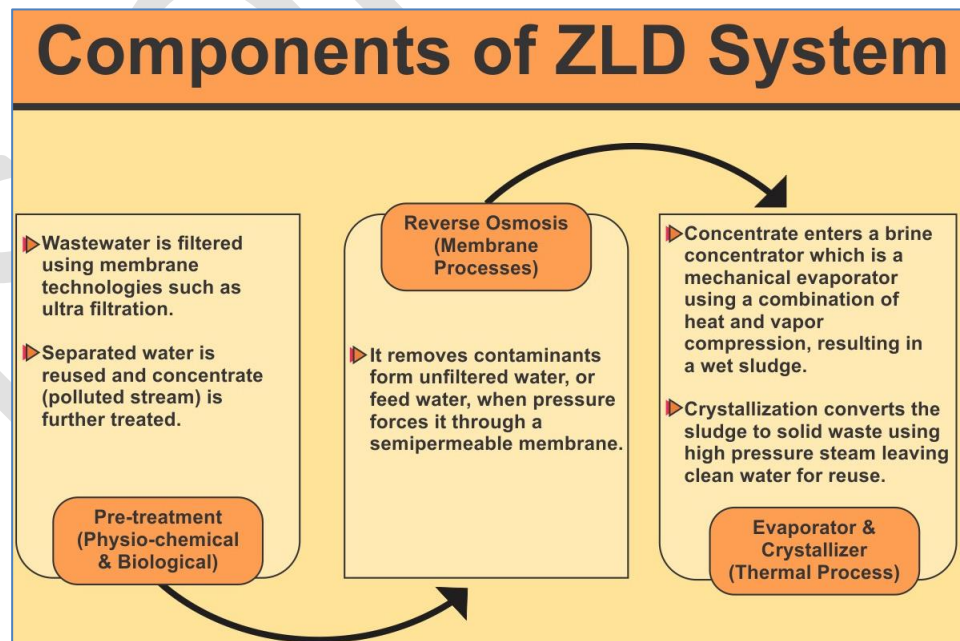 Components of ZLD System
Wastewater is filtered
using membrane
technologies such as
ultra filtration.
Separated water is
reused and concentrate
(polluted stream) is
further treated.
Pre-treatment
(Physio-chemical
& Biological)
Reverse Osmosis
(Membrane
Processes)
It removes contaminants
form unfiltered water, or
feed water, when pressure
forces it through a
semipermeable membrane.
Concentrate enters a brine
concentrator which is a
mechanical evaporator
using a combination of
heat and vapor
compression, resulting in
a wet sludge.
Crystallization converts the
sludge to solid waste using
high pressure steam leaving
clean water for reuse.
Evaporator &
Crystallizer
(Thermal Process)